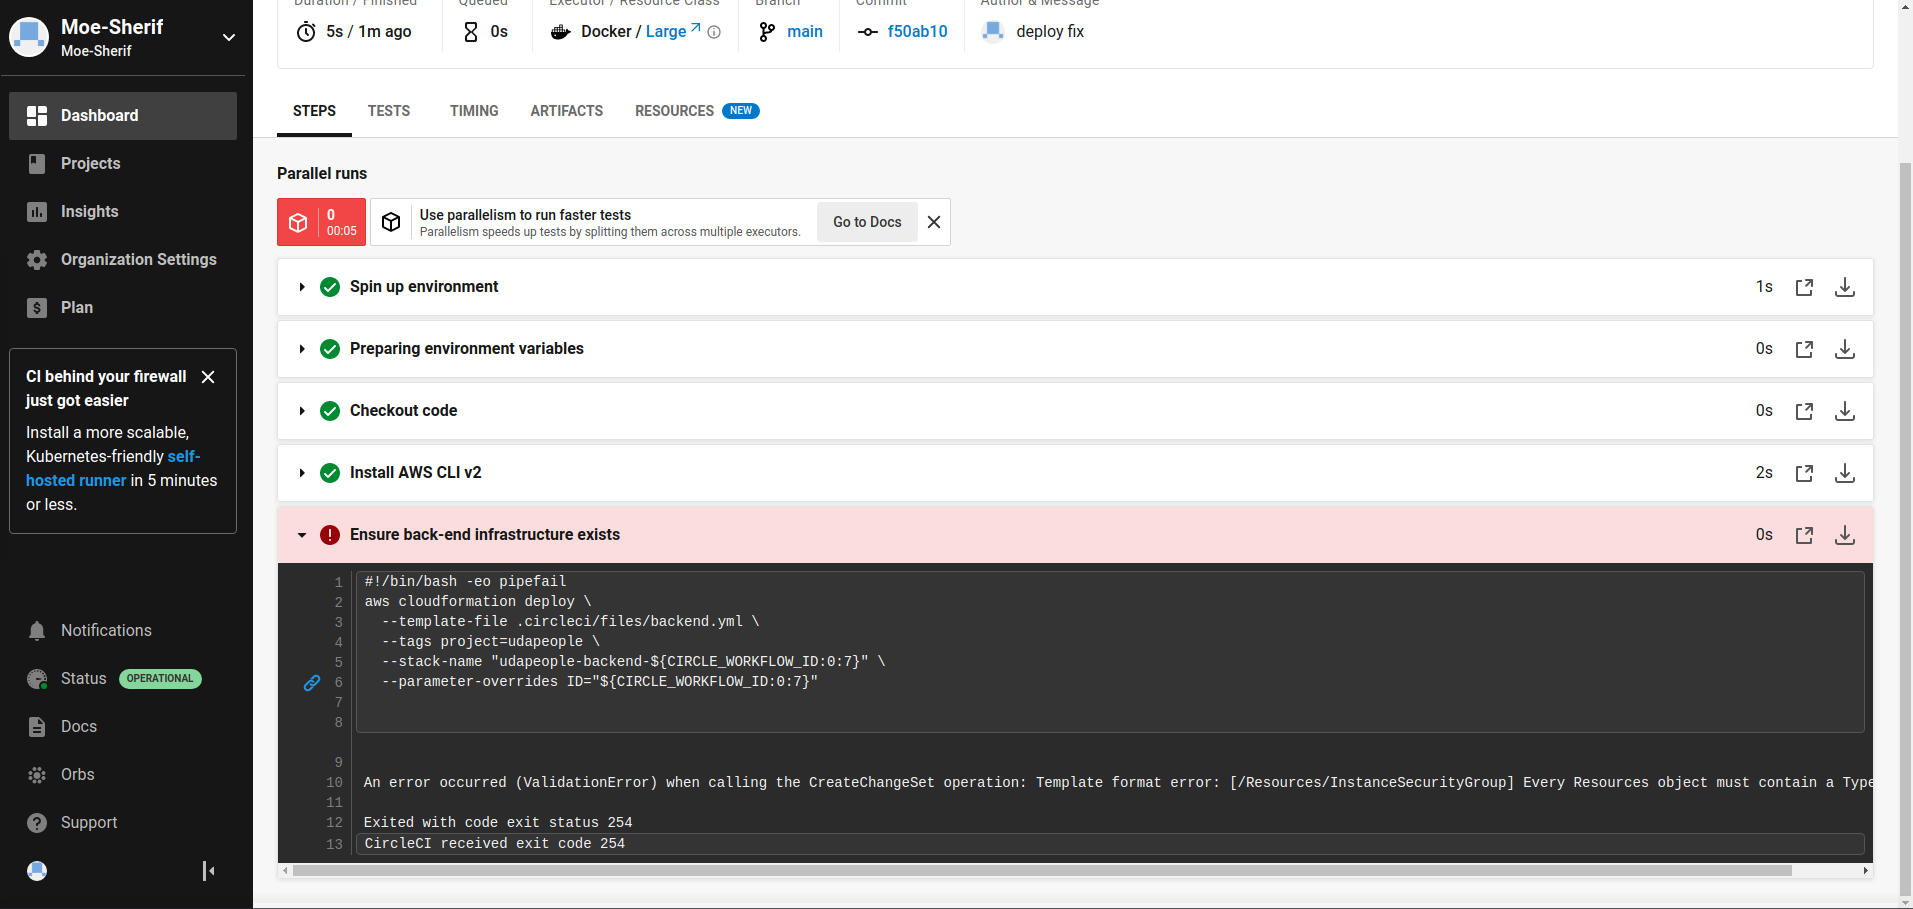 Moe-Sherif
Moe-Sherif
Dashboard
Projects
Insights
Organization Settings
Plan
CI behind your firewall
just got easier
Install a more scalable,
Kubernetes-friendly self-
hosted runner in 5 minutes
or less.
Notifications
Status OPERATIONAL
Docs
Orbs
Support
Duration / Finished
5s / 1m ago
Queued
0s
Executor / Resource Class
Docker / Large
Branch
main
Commit
f50ab10
Author & Message
deploy fix
STEPS TESTS TIMING ARTIFACTS RESOURCES NEW
Parallel runs
0
00:05
Use parallelism to run faster tests
Parallelism speeds up tests by splitting them across multiple executors.
Go to Docs
Spin up environment 1s
Preparing environment variables 0s
Checkout code 0s
Install AWS CLI v2 2s
Ensure back-end infrastructure exists 0s
1 #!/bin/bash -eo pipefail
2 aws cloudformation deploy \
3 --template-file .circleci/files/backend.yml \
4 --tags project=udapeople \
5 --stack-name "udapeople-backend-${CIRCLE_WORKFLOW_ID:0:7}" \
6 --parameter-overrides ID="${CIRCLE_WORKFLOW_ID:0:7}"
7
8
9
10 An error occurred (ValidationError) when calling the CreateChangeSet operation: Template format error: [/Resources/InstanceSecurityGroup] Every Resources object must contain a Type
11
12 Exited with code exit status 254
13 CircleCI received exit code 254